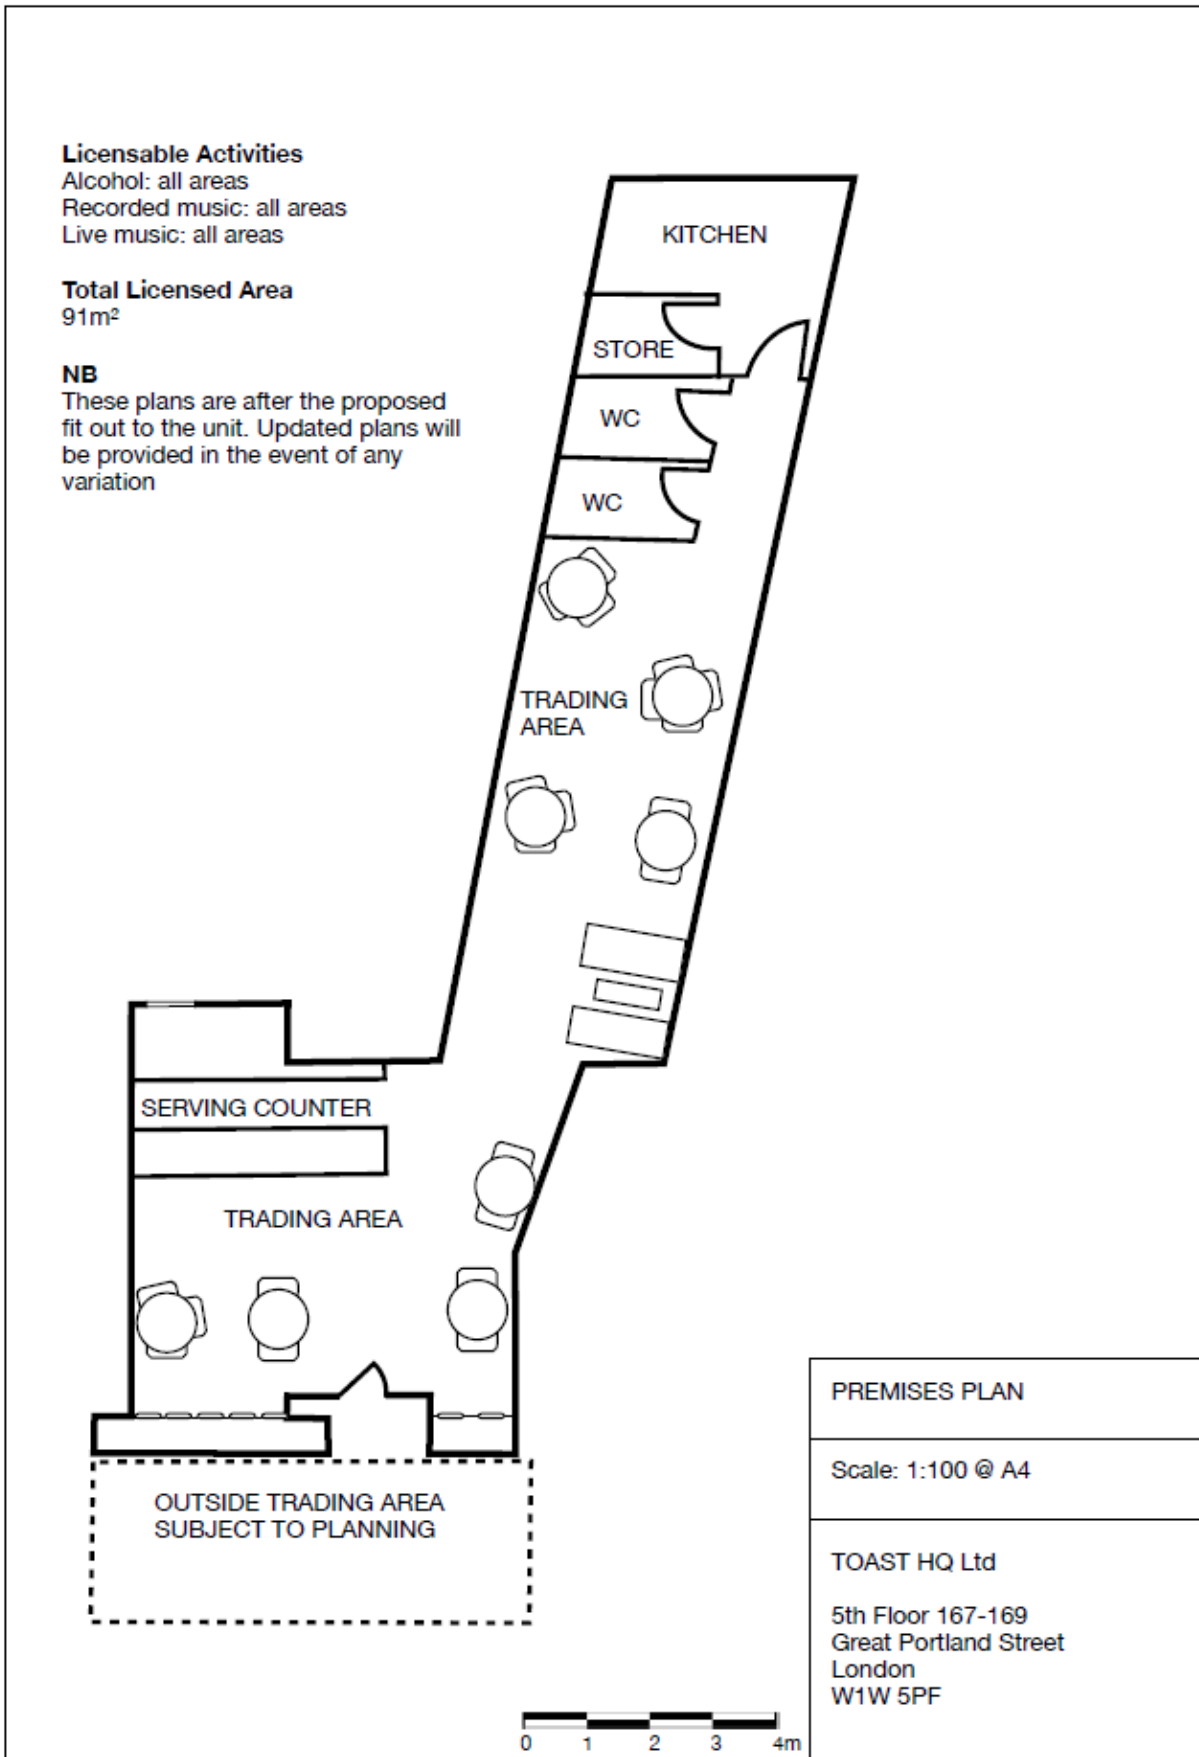 Licensable Activities
Alcohol: all areas
Recorded music: all areas
Live music: all areas
Total Licensed Area
91m²
NB
These plans are after the proposed
fit out to the unit. Updated plans will
be provided in the event of any
variation
KITCHEN
STORE
WC
WC
TRADING
AREA
SERVING COUNTER
TRADING AREA
OUTSIDE TRADING AREA
SUBJECT TO PLANNING
PREMISES PLAN
Scale: 1:100 @ A4
TOAST HQ Ltd
5th Floor 167-169
Great Portland Street
London
W1W 5PF
0 1 2 3 4m